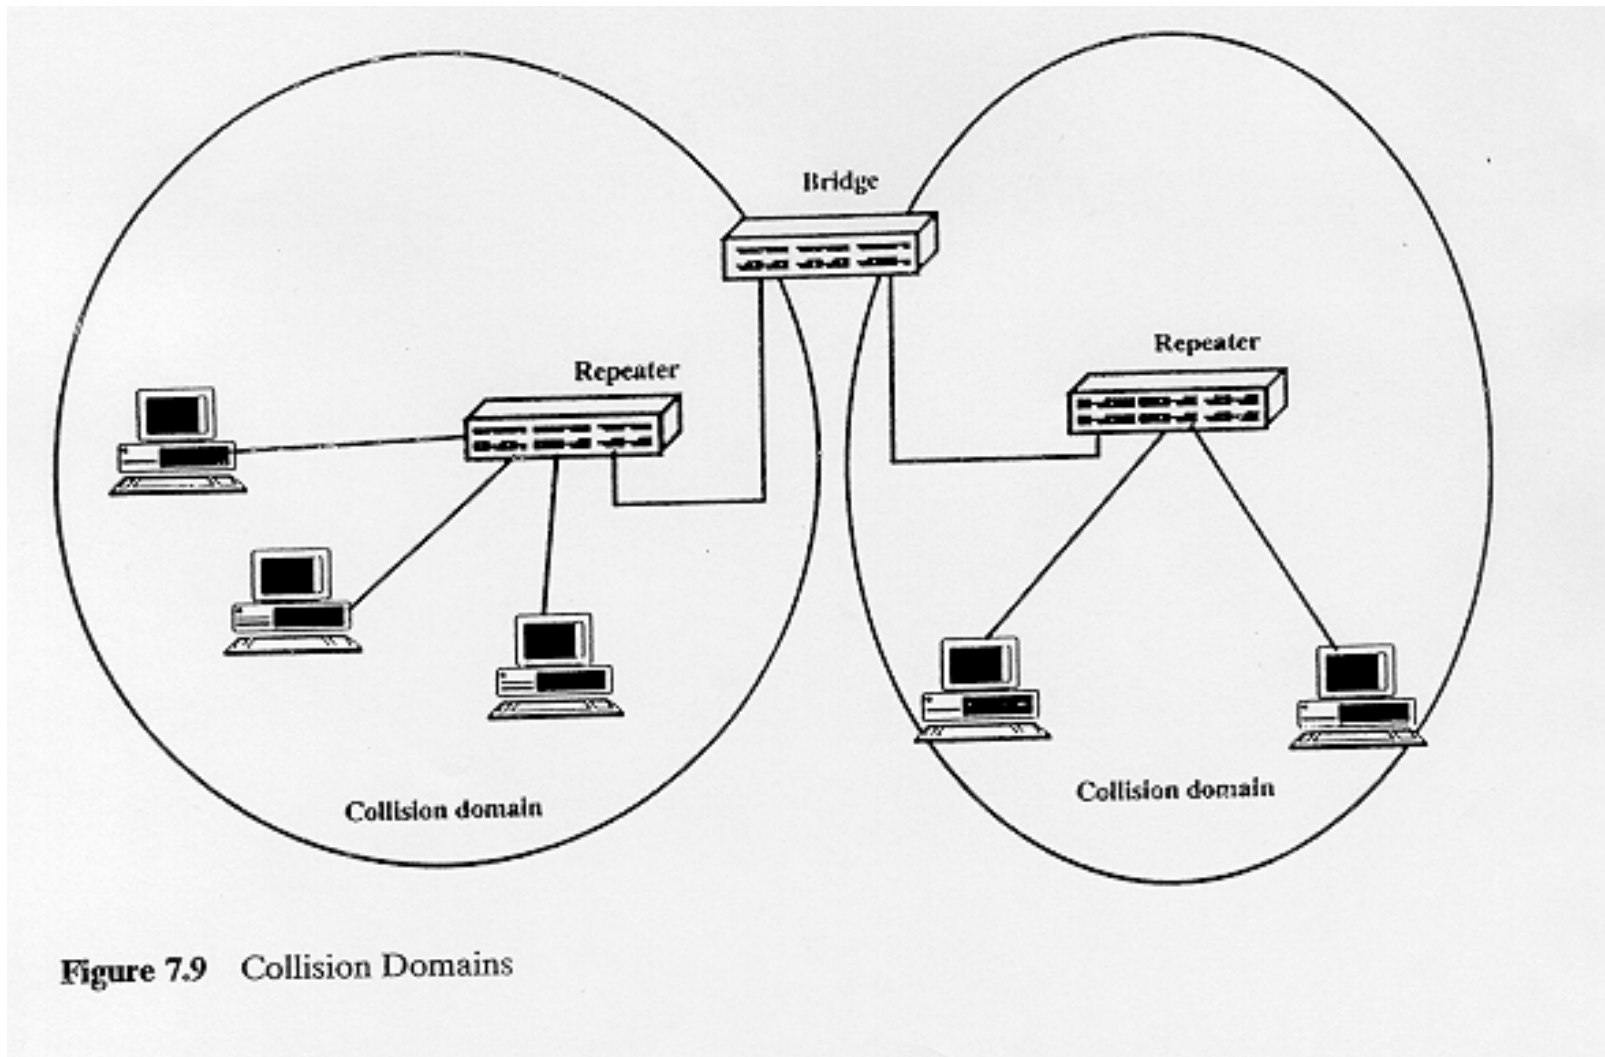 Bridge
Repeater
Repeater
Collision domain
Collision domain
Figure 7.9 Collision Domains